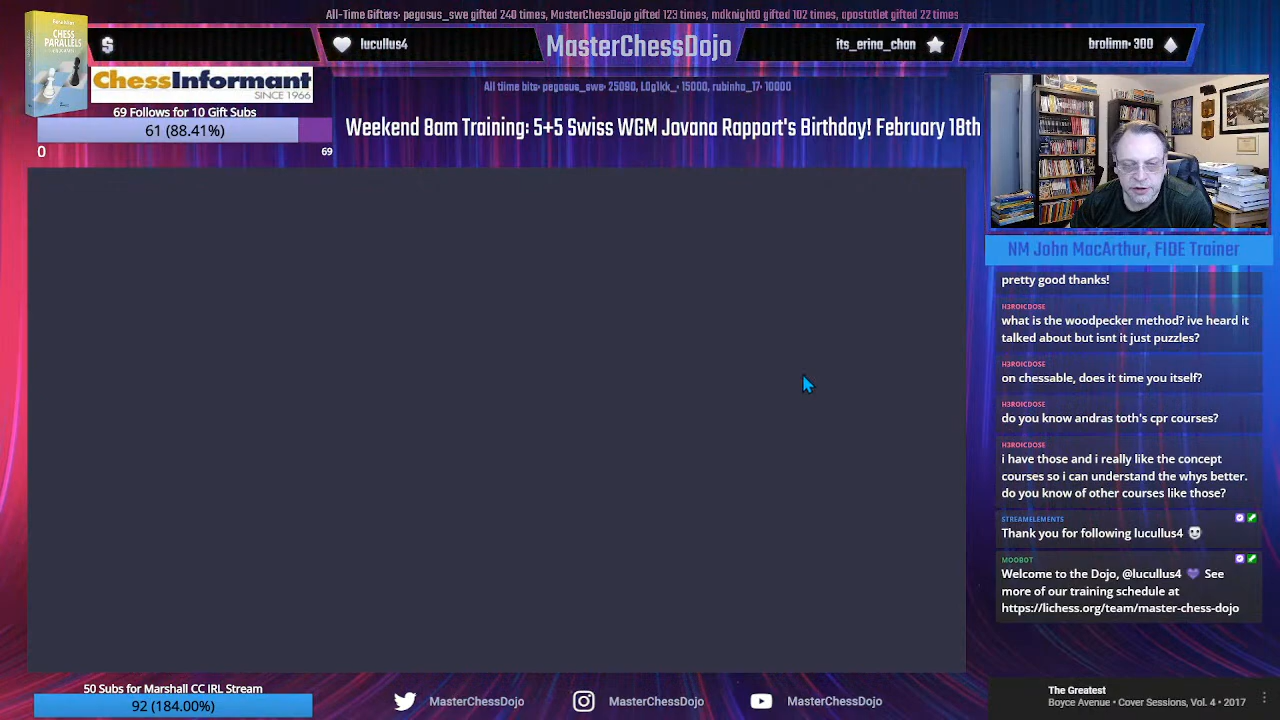 All-Time Gifters• pegasus_swe gifted 240 times, MasterChessDojo gifted 123 times, mdknight0 gifted 102 times, apostatlet gifted 22 times
CHESS PARALLELS
$
lucullus4
MasterChessDojo
its_erina_chan
brolimn• 300
ChessInformant
SINCE 1966
All tiime bits• pegasus_swe• 25090, L0g1kk_• 15000, rubinho_17• 10000
69 Follows for 10 Gift Subs
61 (88.41%)
0
69
Weekend 8am Training: 5+5 Swiss WGM Jovana Rapport's Birthday! February 18th
NM John MacArthur, FIDE Trainer
pretty good thanks!
H3ROICDOSE
what is the woodpecker method? ive heard it
talked about but isnt it just puzzles?
H3ROICDOSE
on chessable, does it time you itself?
H3ROICDOSE
do you know andras toth's cpr courses?
H3ROICDOSE
i have those and i really like the concept
courses so i can understand the whys better.
do you know of other courses like those?
STREAMELEMENTS
Thank you for following lucullus4
MOOBOT
Welcome to the Dojo, @lucullus4 💜 See
more of our training schedule at
https://lichess.org/team/master-chess-dojo
50 Subs for Marshall CC IRL Stream
92 (184.00%)
MasterChessDojo
MasterChessDojo
MasterChessDojo
The Greatest
Boyce Avenue • Cover Sessions, Vol. 4 • 2017